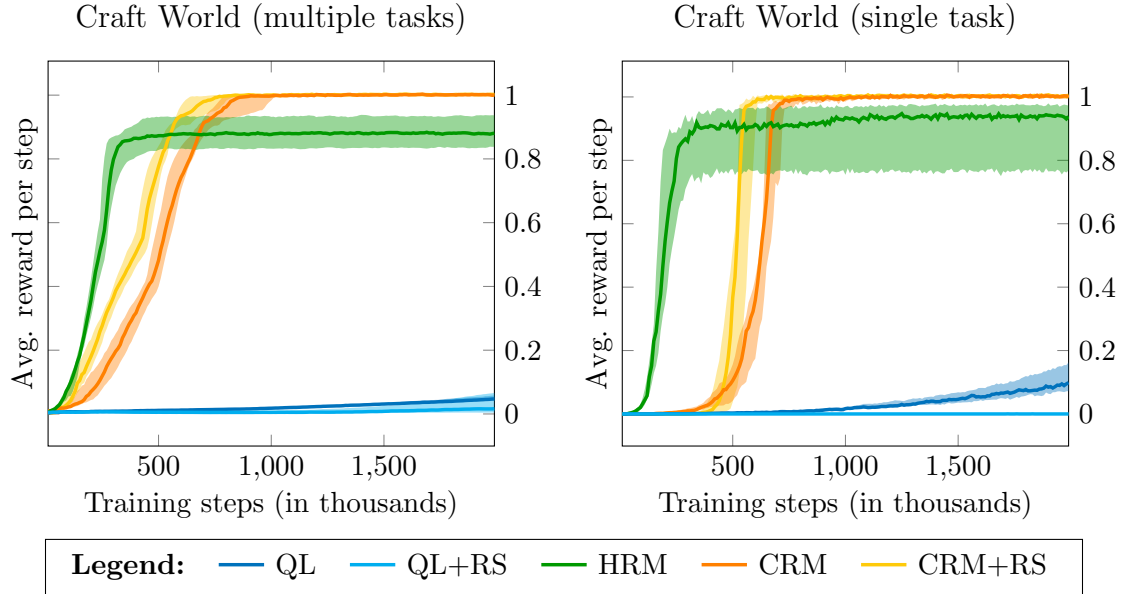 Craft World (multiple tasks)
Avg. reward per step
1
0.8
0.6
0.4
0.2
0
500 1,000 1,500
Training steps (in thousands)
Craft World (single task)
Avg. reward per step
1
0.8
0.6
0.4
0.2
0
500 1,000 1,500
Training steps (in thousands)
Legend: QL QL+RS HRM CRM CRM+RS